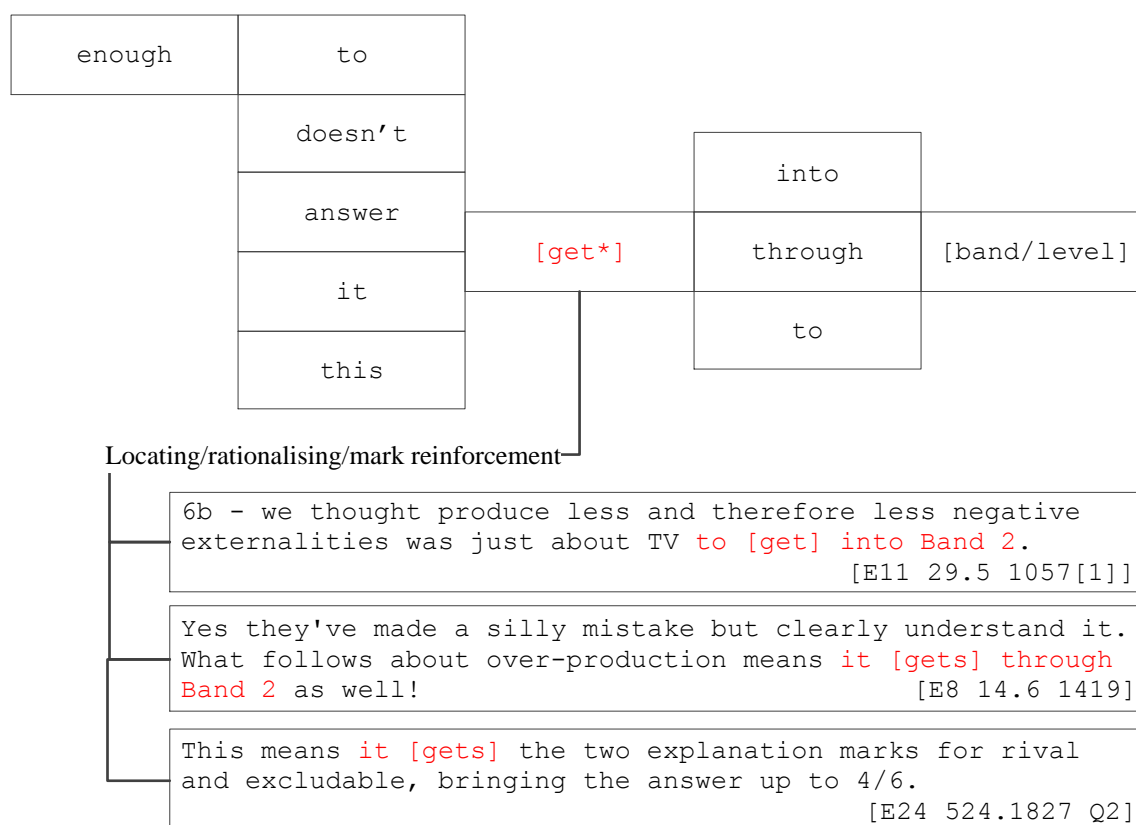 enough to
doesn’t
into
answer
[get*] through [band/level]
it
to
this
Locating/rationalising/mark reinforcement
6b - we thought produce less and therefore less negative
externalities was just about TV to [get] into Band 2.
[E11 29.5 1057[1]]
Yes they've made a silly mistake but clearly understand it.
What follows about over-production means it [gets] through
Band 2 as well! [E8 14.6 1419]
This means it [gets] the two explanation marks for rival
and excludable, bringing the answer up to 4/6.
[E24 524.1827 Q2]